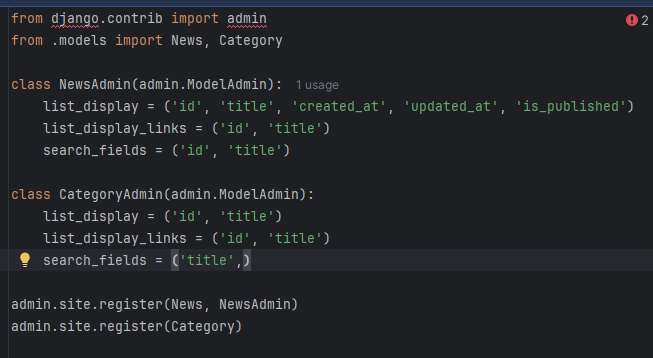 from django.contrib import admin
2
from .models import News, Category
class NewsAdmin(admin.ModelAdmin): 1 usage
list_display = ('id', 'title', 'created_at', 'updated_at', 'is_published')
list_display_links = ('id', 'title')
search_fields = ('id', 'title')
class CategoryAdmin(admin.ModelAdmin):
list_display = ('id', 'title')
list_display_links = ('id', 'title')
search_fields = ('title',)
admin.site.register(News, NewsAdmin)
admin.site.register(Category)